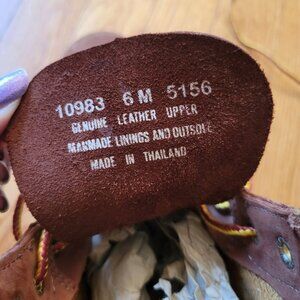 10983 6 M 5156
GENUINE LEATHER UPPER
MANMADE LININGS AND OUTSOLE
MADE IN THAILAND